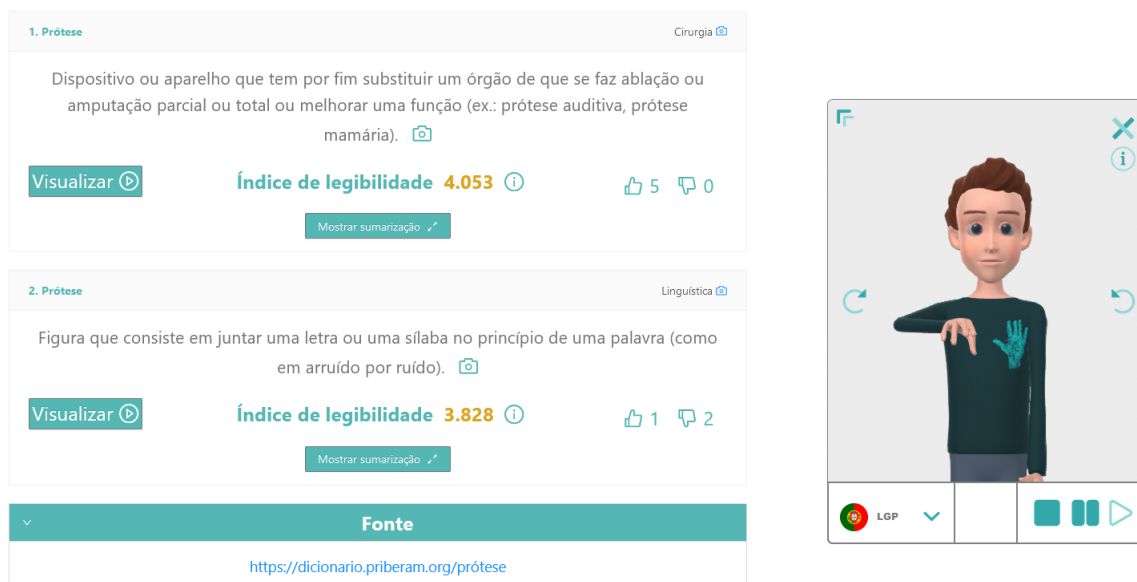 1. Prótese
Cirurgia
Dispositivo ou aparelho que tem por fim substituir um órgão de que se faz ablação ou
amputação parcial ou total ou melhorar uma função (ex.: prótese auditiva, prótese
mamária).
Visualizar
Índice de legibilidade 4.053
5 0
Mostrar sumarização
2. Prótese
Linguística
Figura que consiste em juntar uma letra ou uma sílaba no princípio de uma palavra (como
em arruído por ruído).
Visualizar
Índice de legibilidade 3.828
1 2
Mostrar sumarização
Fonte
https://dicionario.priberam.org/prótese
LGP